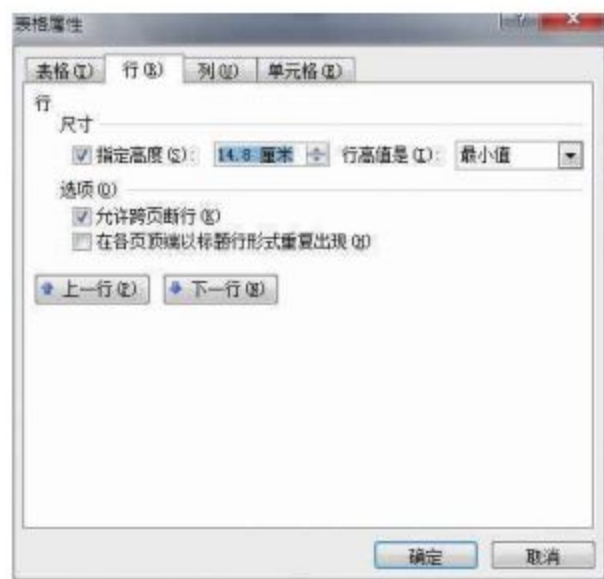 表格属性
表格(T) 行(R) 列(U) 单元格(E)
行
尺寸
指定高度(S): 14.8 厘米 行高值是(I): 最小值
选项(O)
允许跨页断行(K)
在各页顶端以标题行形式重复出现(H)
上一行(P) 下一行(N)
确定 取消